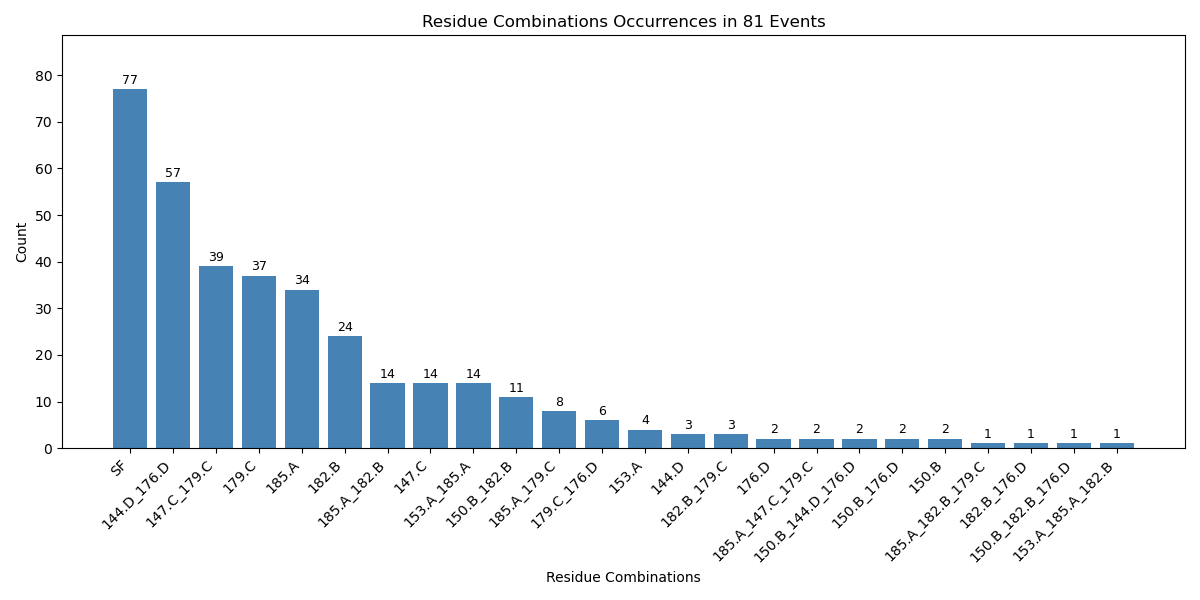 Residue Combinations Occurrences in 81 Events
Count
80
70
60
50
40
30
20
10
0
77
57
39
37
34
24
14
14
14
11
8
6
4
3
3
2
2
2
2
2
1
1
1
1
SF
144.D_176.D
147.C_179.C
179.C
185.A
182.B
185.A_182.B
147.C
153.A_185.A
150.B_182.B
185.A_179.C
179.C_176.D
153.A
144.D
182.B_179.C
176.D
185.A_147.C_179.C
150.B_144.D_176.D
150.B_176.D
150.B
185.A_182.B_179.C
182.B_176.D
150.B_182.B_176.D
153.A_185.A_182.B
Residue Combinations